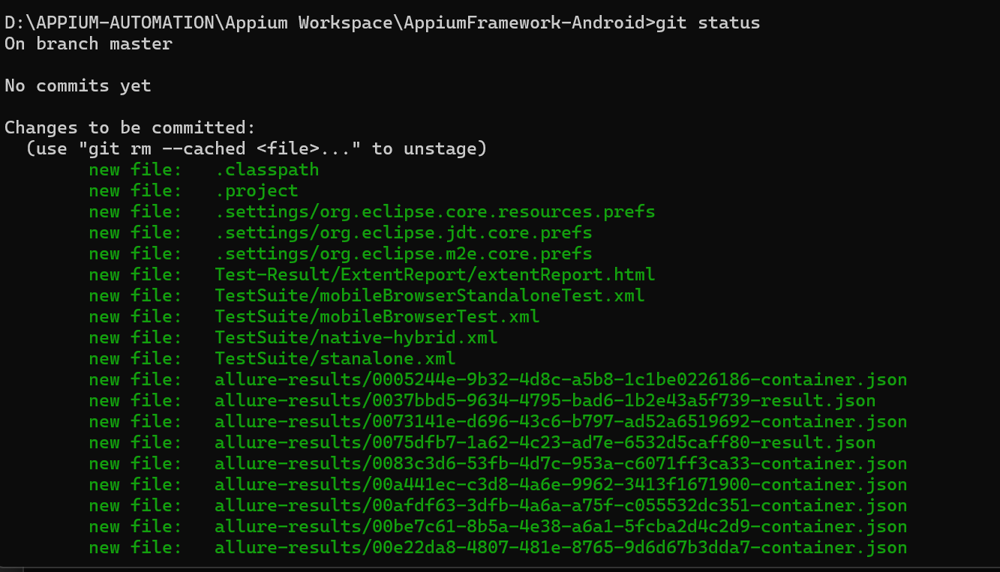 D:\APPIUM-AUTOMATION\Appium Workspace\AppiumFramework-Android>git status
On branch master
No commits yet
Changes to be committed:
(use "git rm --cached <file>..." to unstage)
new file: .classpath
new file: .project
new file: .settings/org.eclipse.core.resources.prefs
new file: .settings/org.eclipse.jdt.core.prefs
new file: .settings/org.eclipse.m2e.core.prefs
new file: Test-Result/ExtentReport/extentReport.html
new file: TestSuite/mobileBrowserStandaloneTest.xml
new file: TestSuite/mobileBrowserTest.xml
new file: TestSuite/native-hybrid.xml
new file: TestSuite/stanalone.xml
new file: allure-results/0005244e-9b32-4d8c-a5b8-1c1be0226186-container.json
new file: allure-results/0037bbd5-9634-4795-bad6-1b2e43a5f739-result.json
new file: allure-results/0073141e-d696-43c6-b797-ad52a6519692-container.json
new file: allure-results/0075dfb7-1a62-4c23-ad7e-6532d5caff80-result.json
new file: allure-results/0083c3d6-53fb-4d7c-953a-c6071ff3ca33-container.json
new file: allure-results/00a441ec-c3d8-4a6e-9962-3413f1671900-container.json
new file: allure-results/00afdf63-3dfb-4a6a-a75f-c055532dc351-container.json
new file: allure-results/00be7c61-8b5a-4e38-a6a1-5fcba2d4c2d9-container.json
new file: allure-results/00e22da8-4807-481e-8765-9d6d67b3dda7-container.json